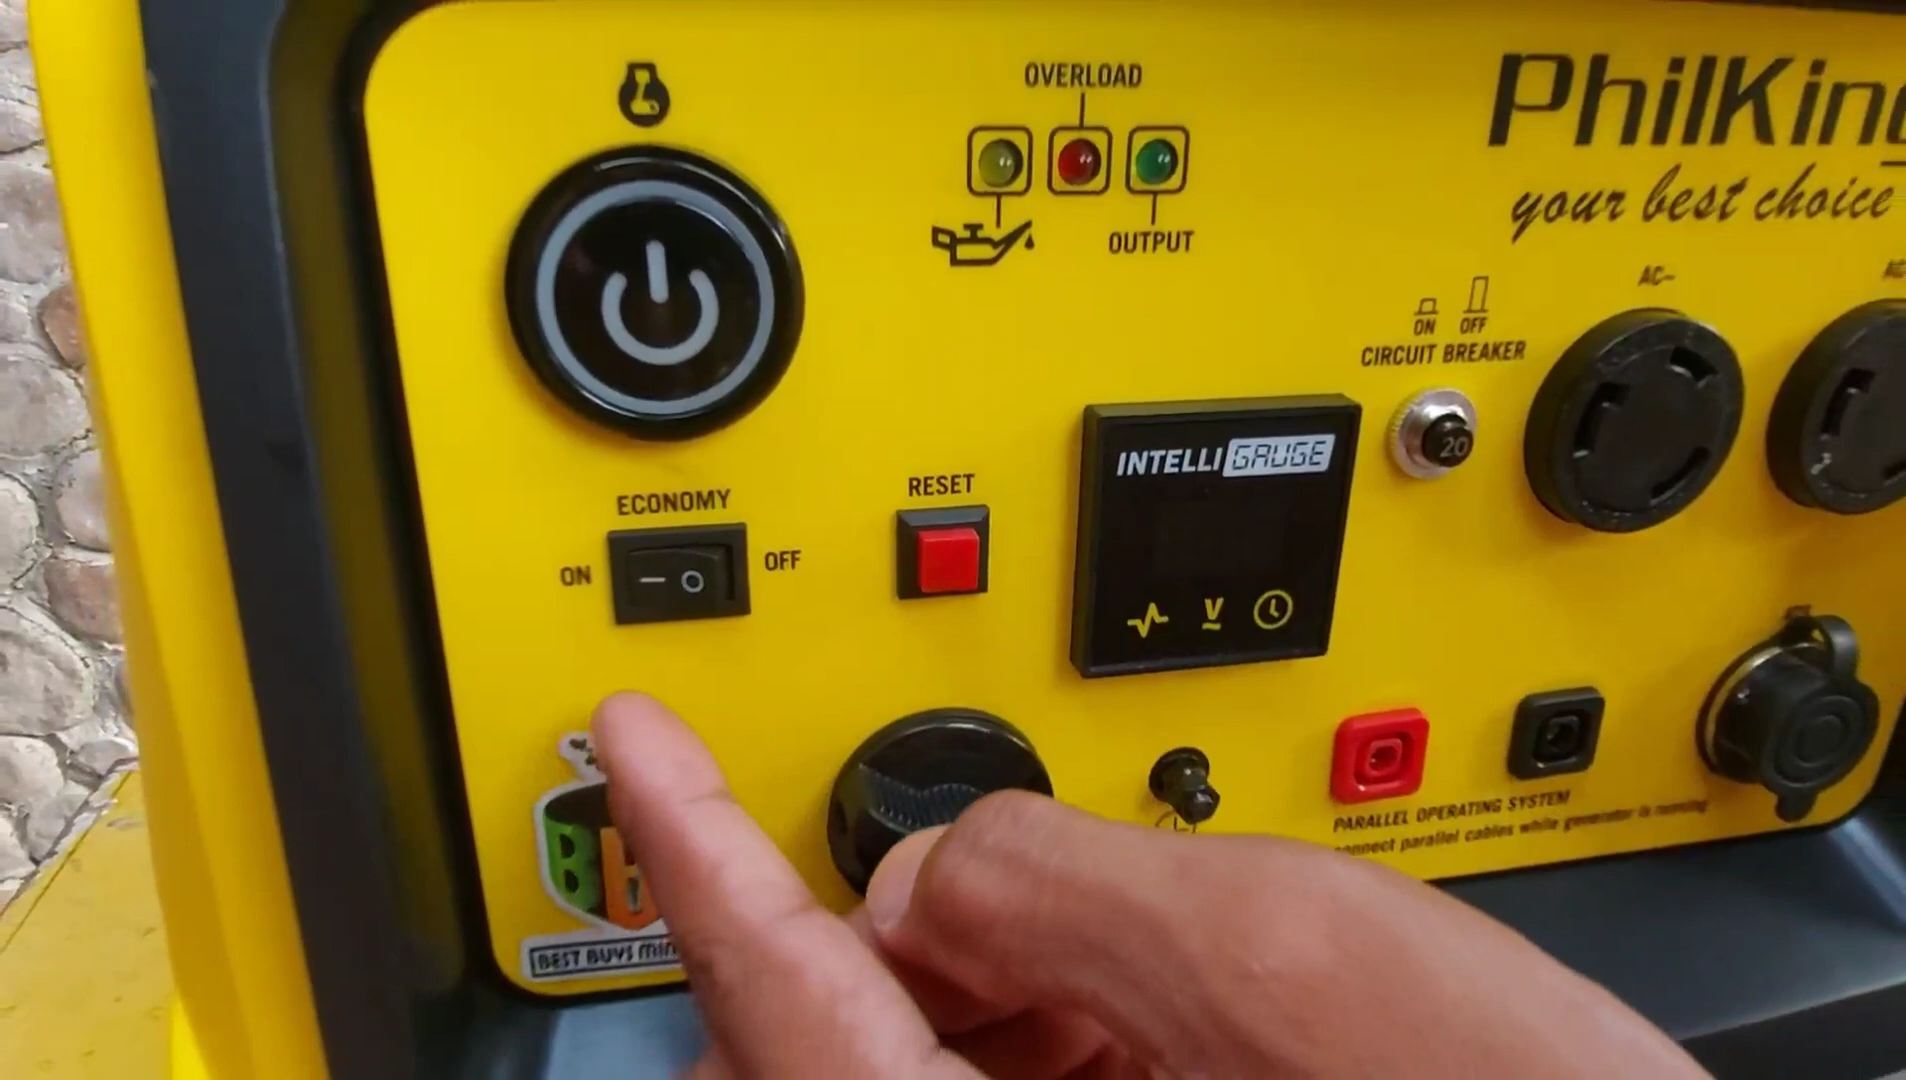 OVERLOAD
OUTPUT
PhilKing
your best choice
AC~
ON OFF
CIRCUIT BREAKER
20
ECONOMY
ON
OFF
RESET
INTELLI GAUGE
V
PARALLEL OPERATING SYSTEM
connect parallel cables while generator is running
BEST BUYS